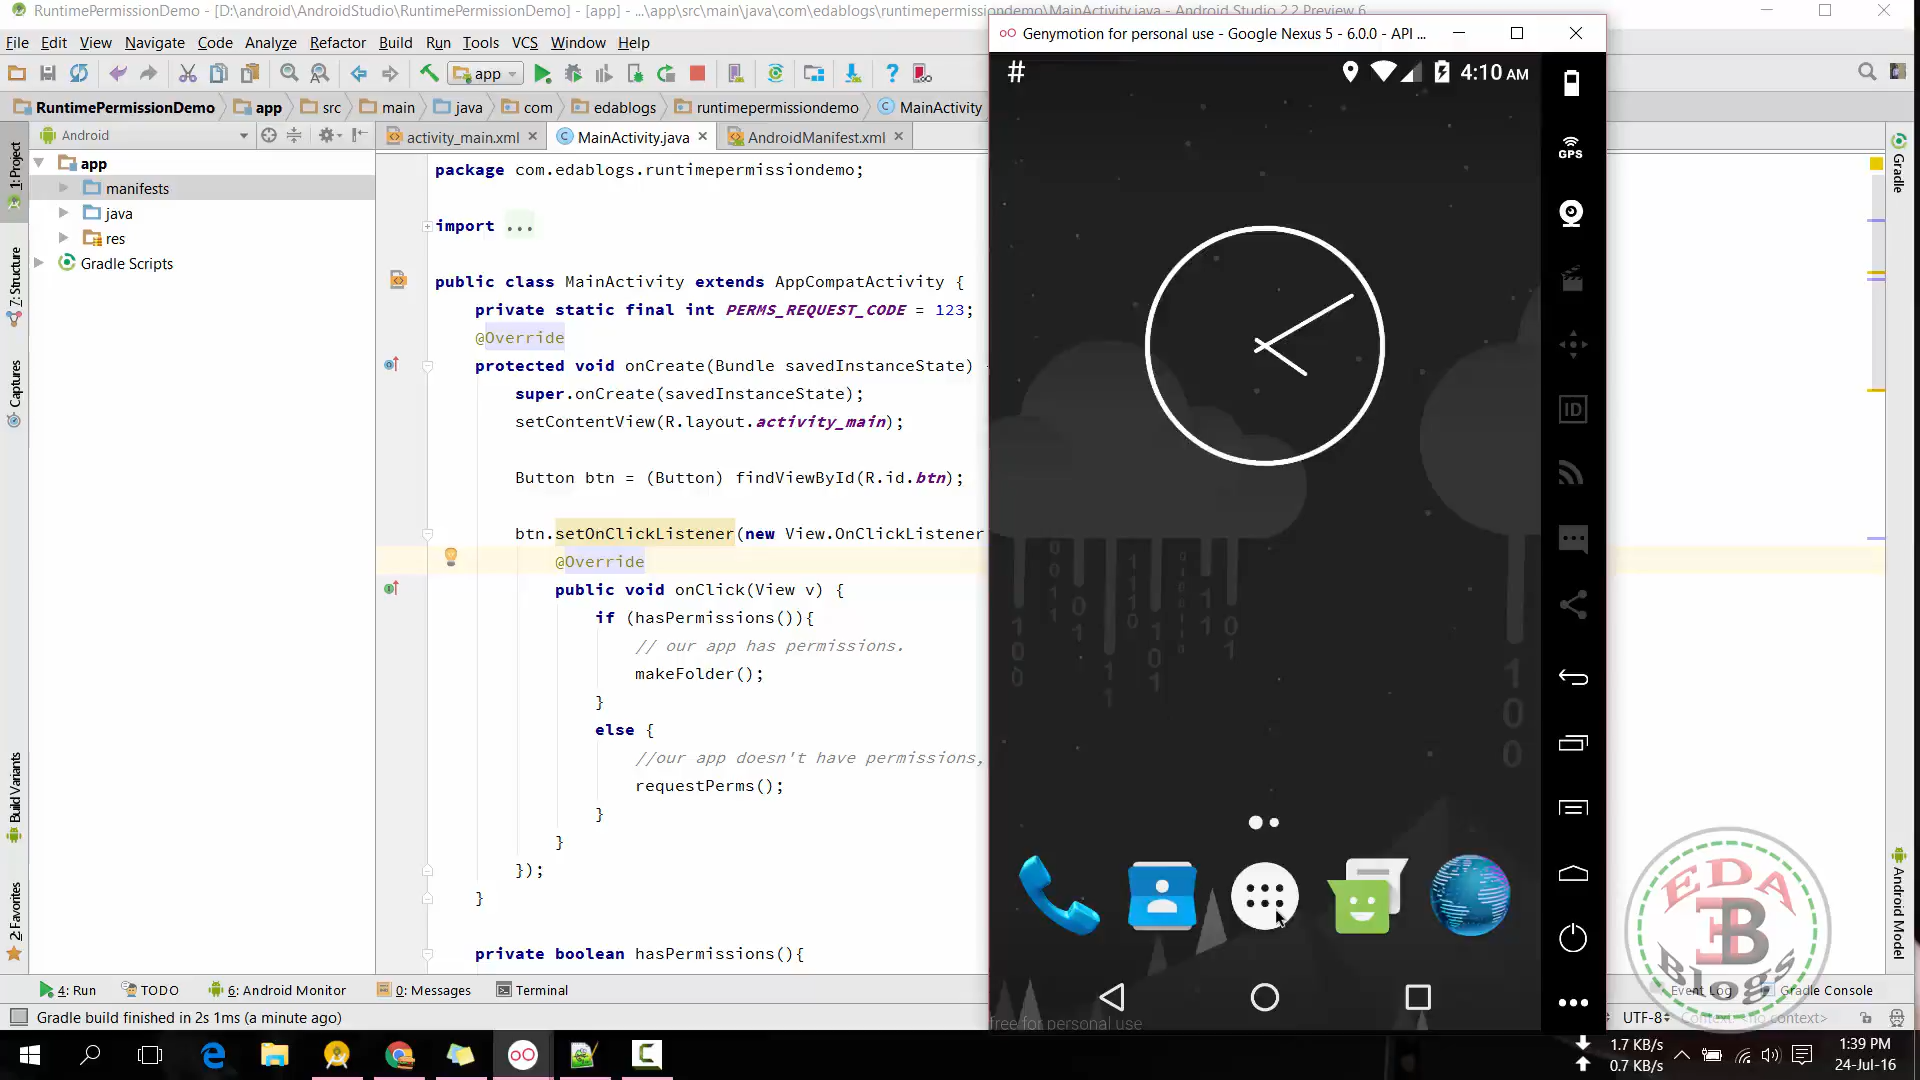 RuntimePermissionDemo - [D:\android\AndroidStudio\RuntimePermissionDemo] - [app] - ...\app\src\main\java\com\edablogs\runtimepermissiondemo\MainActivity.java - Android Studio 2.2 Preview 6
Genymotion for personal use - Google Nexus 5 - 6.0.0 - API ...
File Edit View Navigate Code Analyze Refactor Build Run Tools VCS Window Help
app
# 4:10 AM
RuntimePermissionDemo app src main java com edablogs runtimepermissiondemo MainActivity
Android
activity_main.xml MainActivity.java AndroidManifest.xml
1: Project
7: Structure
Captures
Build Variants
2: Favorites
app
manifests
java
res
Gradle Scripts
package com.edablogs.runtimepermissiondemo;
import ...
public class MainActivity extends AppCompatActivity {
private static final int PERMS_REQUEST_CODE = 123;
@Override
protected void onCreate(Bundle savedInstanceState)
super.onCreate(savedInstanceState);
setContentView(R.layout.activity_main);
Button btn = (Button) findViewById(R.id.btn);
btn.setOnClickListener(new View.OnClickListener
@Override
public void onClick(View v) {
if (hasPermissions()){
// our app has permissions.
makeFolder();
}
else {
//our app doesn't have permissions,
requestPerms();
}
}
});
}
private boolean hasPermissions(){
GPS
ID
free for personal use
Gradle
Android Model
EDA
EB
Blogs
4: Run TODO 6: Android Monitor 0: Messages Terminal Event Log Gradle Console
Gradle build finished in 2s 1ms (a minute ago) UTF-8 Context: <no context>
1.7 KB/s
0.7 KB/s
1:39 PM
24-Jul-16